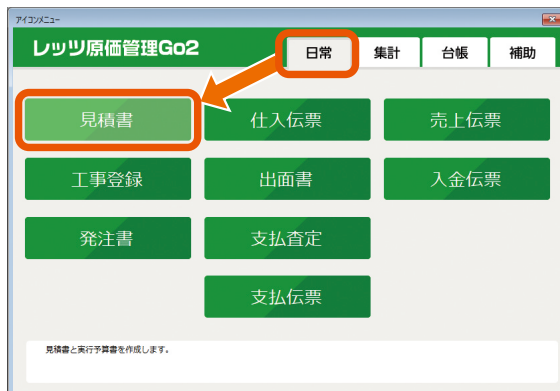 アイコンメニュー
レッツ原価管理Go2
日常 集計 台帳 補助
見積書 仕入伝票 売上伝票
工事登録 出面書 入金伝票
発注書 支払査定
支払伝票
見積書と実行予算書を作成します。